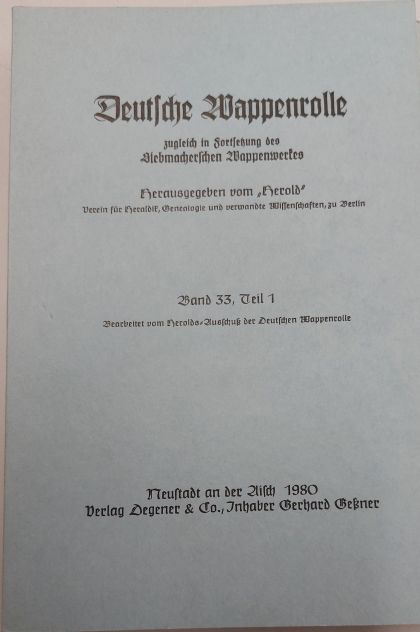 Deutsche Wappenrolle
zugleich in Fortsetzung des
Siebmacherschen Wappenwerkes
Herausgegeben vom „Herold“
Verein für Heraldik, Genealogie und verwandte Wissenschaften, zu Berlin
Band 33, Teil 1
Bearbeitet vom Herolds-Ausschuß der Deutschen Wappenrolle
Neustadt an der Aisch 1980
Verlag Degener & Co., Inhaber Gerhard Geßner